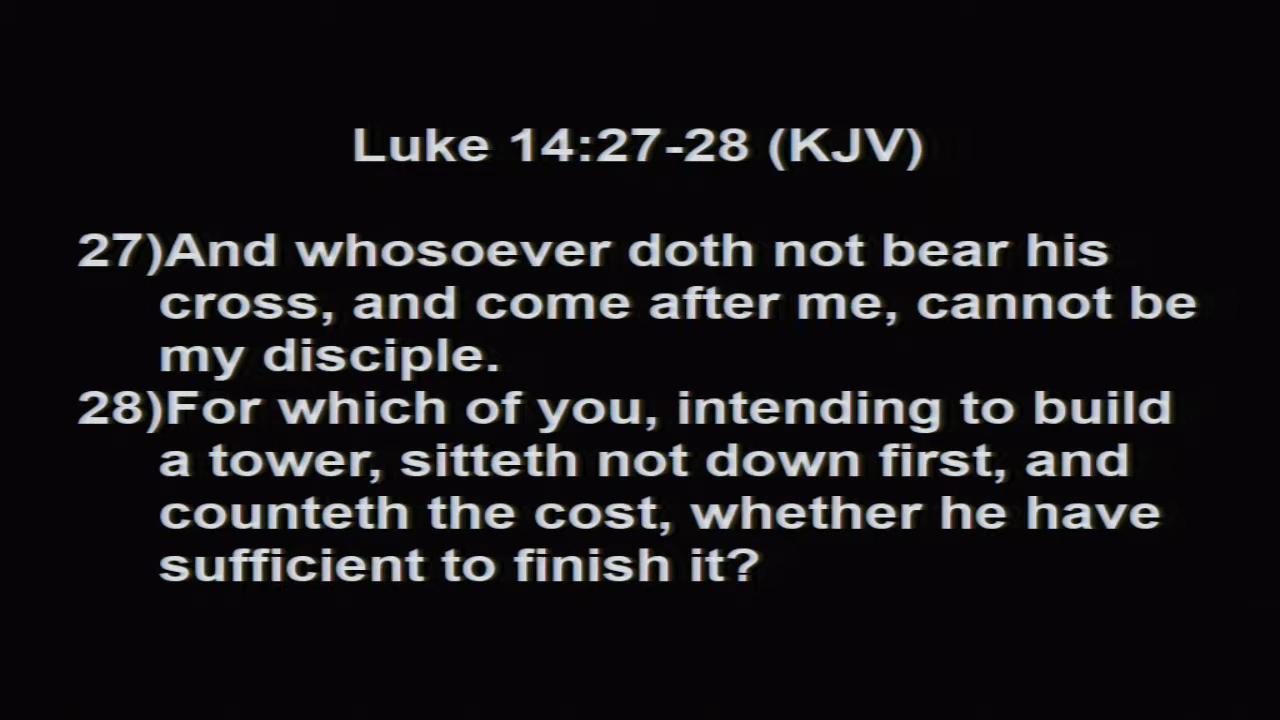 Luke 14:27-28 (KJV)
27)And whosoever doth not bear his
cross, and come after me, cannot be
my disciple.
28)For which of you, intending to build
a tower, sitteth not down first, and
counteth the cost, whether he have
sufficient to finish it?